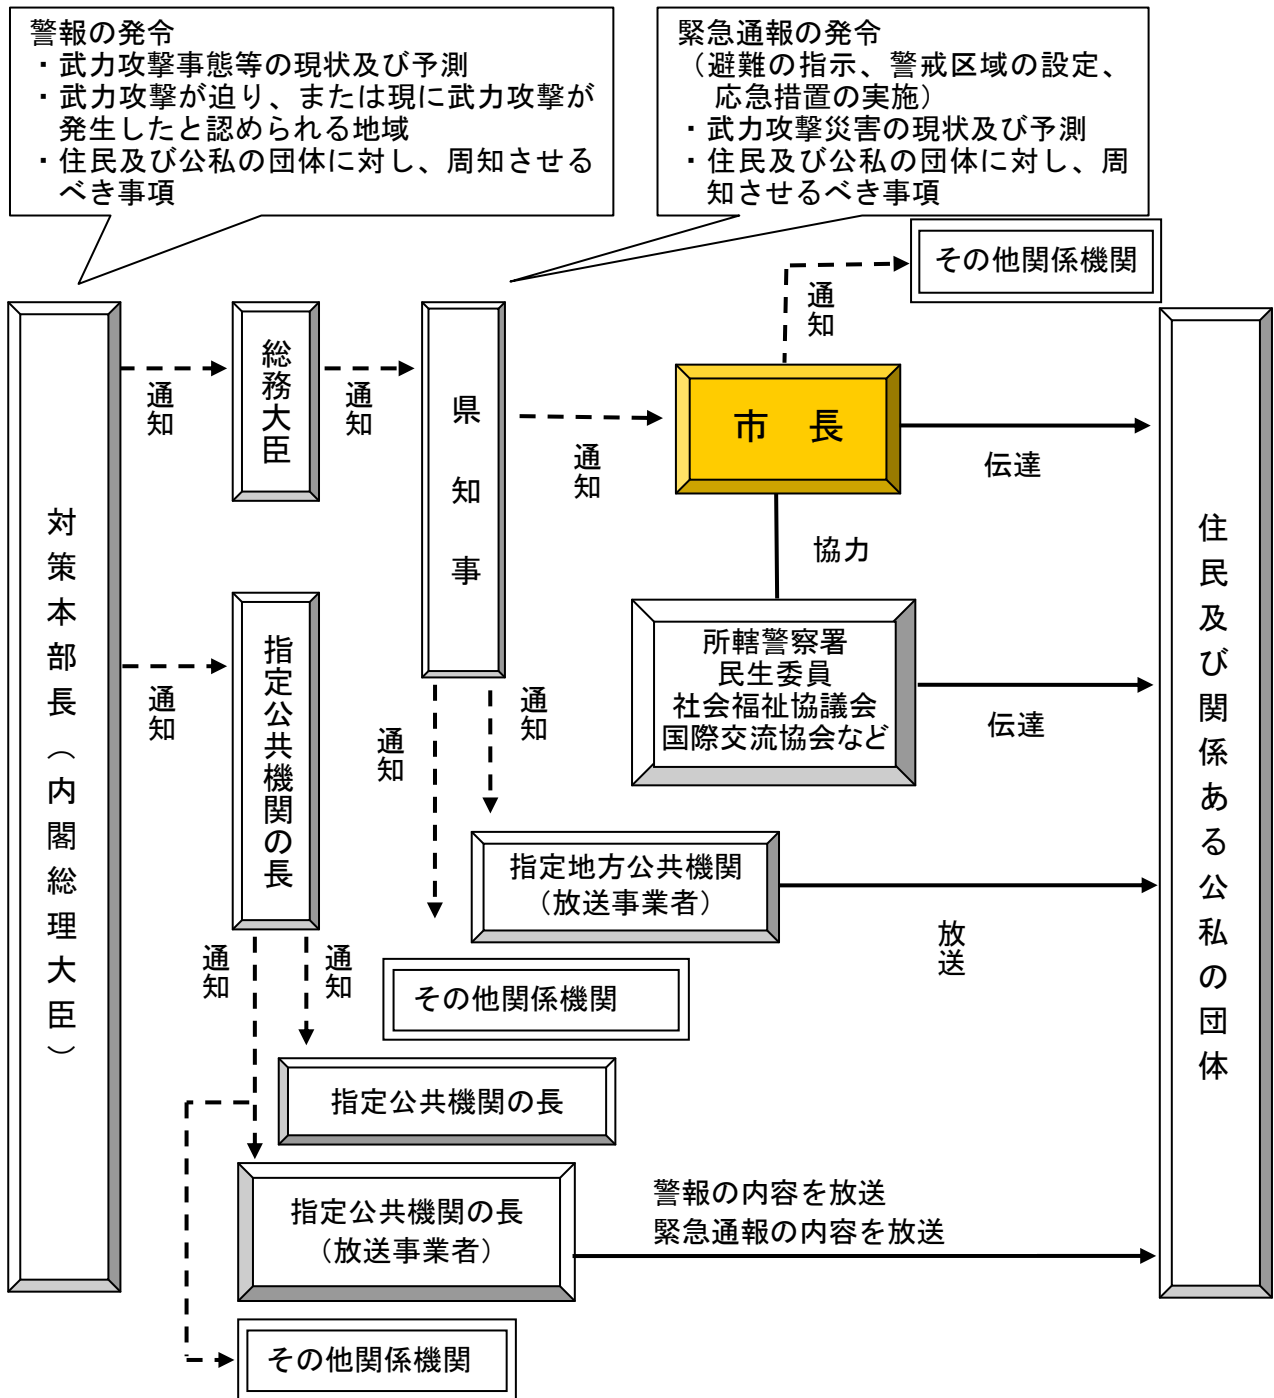 警報の発令
・武力攻撃事態等の現状及び予測
・武力攻撃が迫り、または現に武力攻撃が
発生したと認められる地域
・住民及び公私の団体に対し、周知させる
べき事項
緊急通報の発令
（避難の指示、警戒区域の設定、
応急措置の実施）
・武力攻撃災害の現状及び予測
・住民及び公私の団体に対し、周
知させるべき事項
その他関係機関
通知
対策本部長（内閣総理大臣）
通知
総務大臣
通知
県知事
通知
市　長
伝達
住民及び関係ある公私の団体
協力
所轄警察署
民生委員
社会福祉協議会
国際交流協会など
伝達
通知
指定公共機関の長
通知
通知
指定地方公共機関
（放送事業者）
放送
その他関係機関
通知
通知
指定公共機関の長
指定公共機関の長
（放送事業者）
警報の内容を放送
緊急通報の内容を放送
その他関係機関